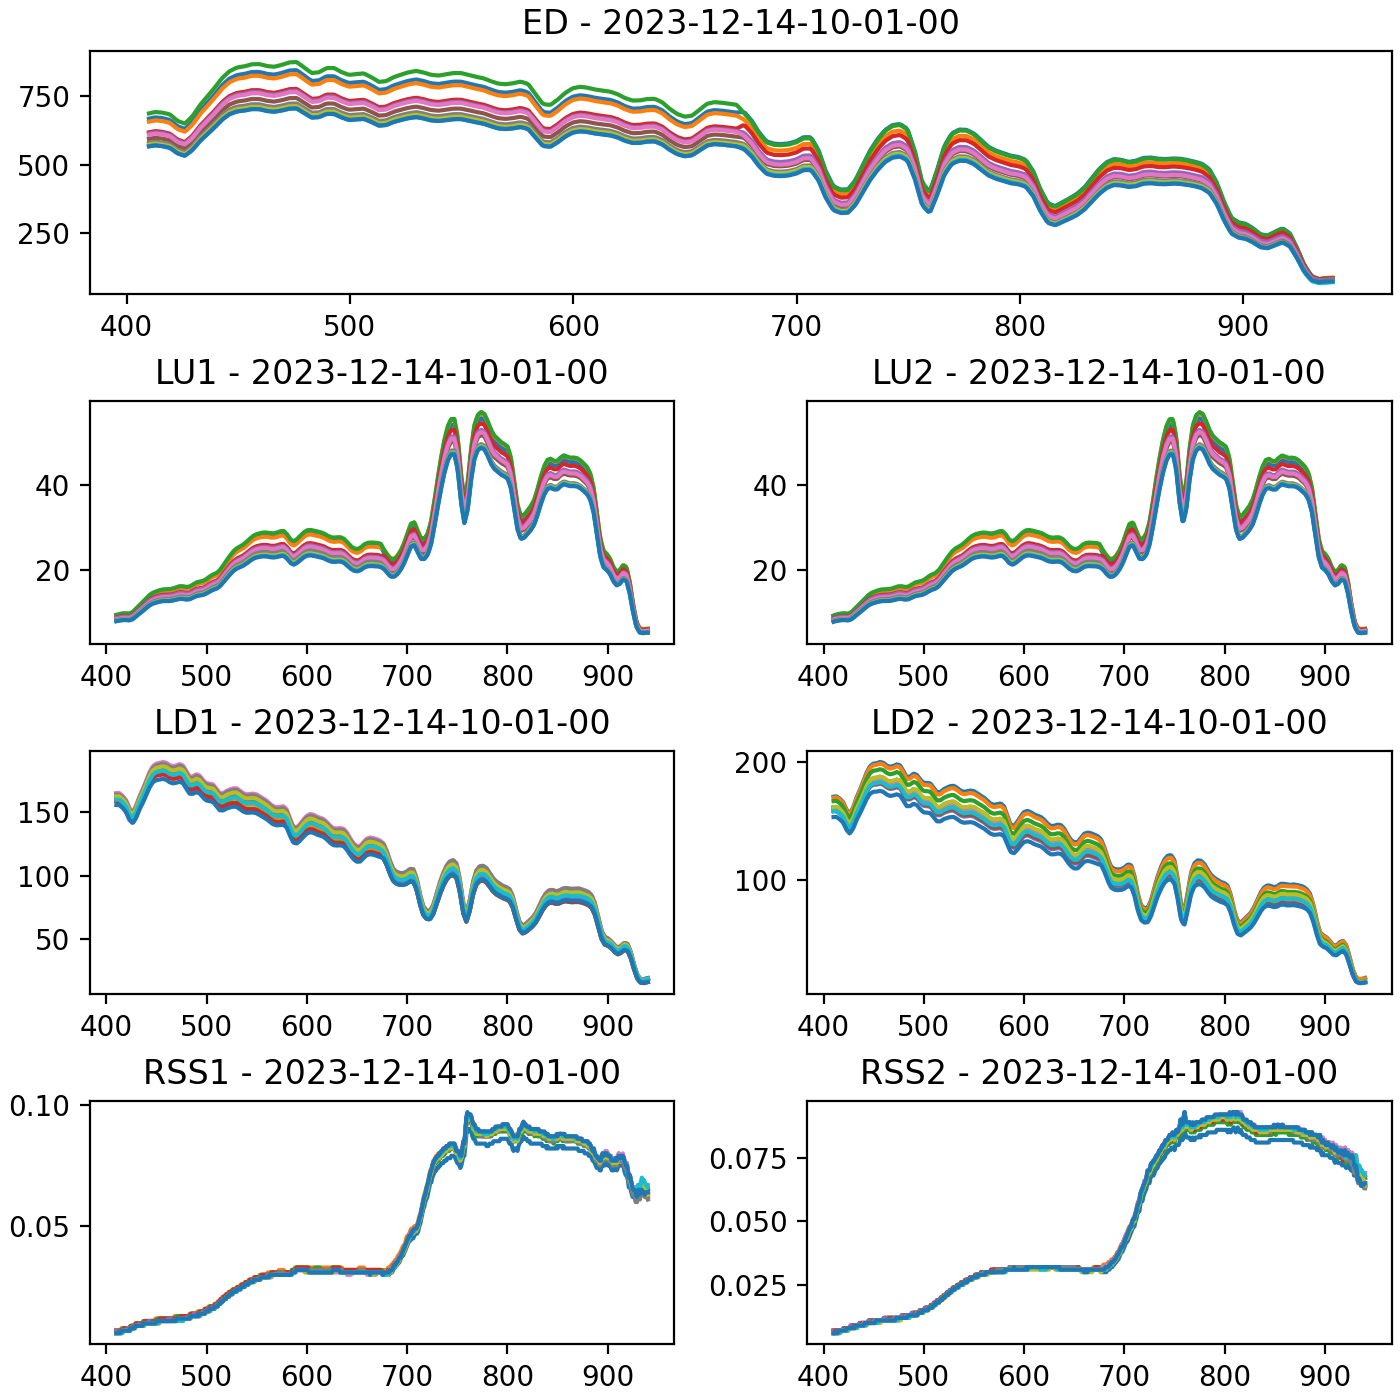 ED - 2023-12-14-10-01-00
750
500
250
400 500 600 700 800 900
LU1 - 2023-12-14-10-01-00
40
20
400 500 600 700 800 900
LU2 - 2023-12-14-10-01-00
40
20
400 500 600 700 800 900
LD1 - 2023-12-14-10-01-00
150
100
50
400 500 600 700 800 900
LD2 - 2023-12-14-10-01-00
200
100
400 500 600 700 800 900
RSS1 - 2023-12-14-10-01-00
0.10
0.05
400 500 600 700 800 900
RSS2 - 2023-12-14-10-01-00
0.075
0.050
0.025
400 500 600 700 800 900